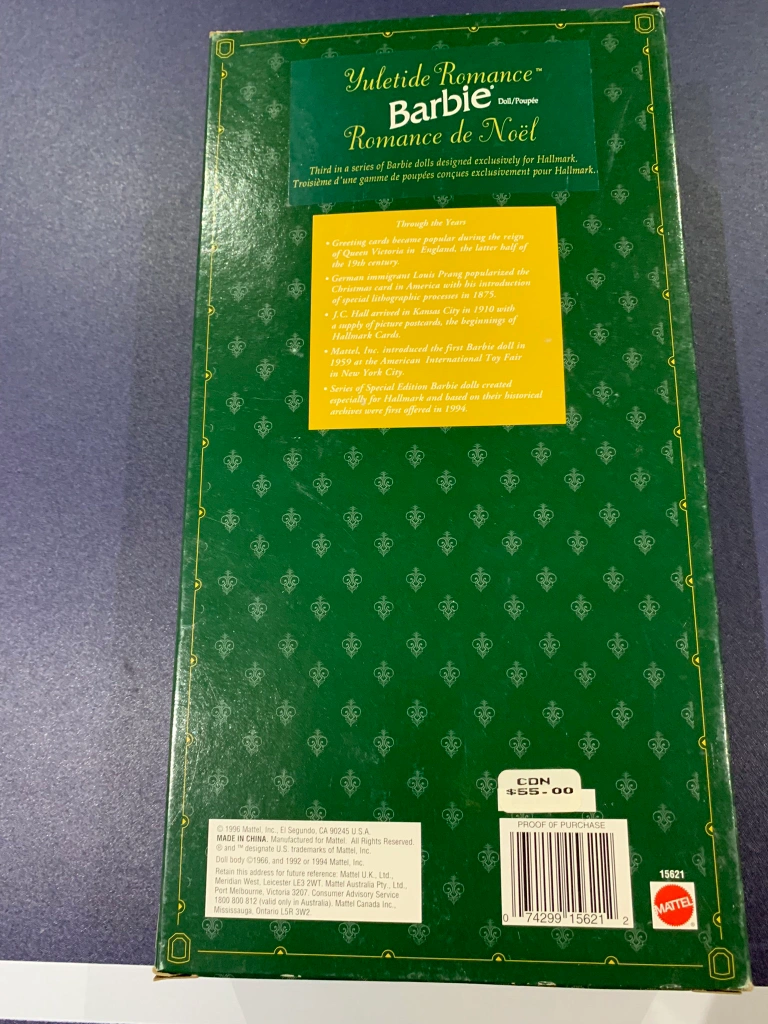 Yuletide Romance™
Barbie® Doll/Poupée
Romance de Noël
Third in a series of Barbie dolls designed exclusively for Hallmark.
Troisième d'une gamme de poupées conçues exclusivement pour Hallmark.
Through the Years
• Greeting cards became popular during the reign
of Queen Victoria in England, the latter half of
the 19th century.
• German immigrant Louis Prang popularized the
Christmas card in America with his introduction
of special lithographic processes in 1875.
• J.C. Hall arrived in Kansas City in 1910 with
a supply of picture postcards, the beginnings of
Hallmark Cards.
• Mattel, Inc. introduced the first Barbie doll in
1959 at the American International Toy Fair
in New York City.
• Series of Special Edition Barbie dolls created
especially for Hallmark and based on their historical
archives were first offered in 1994.
CDN
$55.00
© 1996 Mattel, Inc., El Segundo, CA 90245 U.S.A.
MADE IN CHINA. Manufactured for Mattel. All Rights Reserved.
® and ™ designate U.S. trademarks of Mattel, Inc.
Doll body ©1966, and 1992 or 1994 Mattel, Inc.
Retain this address for future reference: Mattel U.K., Ltd.,
Meridian West, Leicester LE3 2WT. Mattel Australia Pty., Ltd.,
Port Melbourne, Victoria 3207. Consumer Advisory Service
1800 800 812 (valid only in Australia). Mattel Canada Inc.,
Mississauga, Ontario L5R 3W2.
PROOF OF PURCHASE
0 74299 15621 2
15621
MATTEL